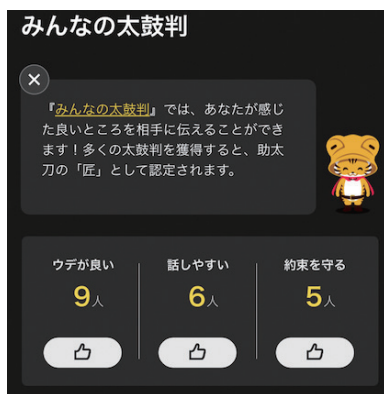 みんなの太鼓判
『みんなの太鼓判』では、あなたが感じ
た良いところを相手に伝えることができ
ます！多くの太鼓判を獲得すると、助太
刀の「匠」として認定されます。
ウデが良い 話しやすい 約束を守る
9人 6人 5人